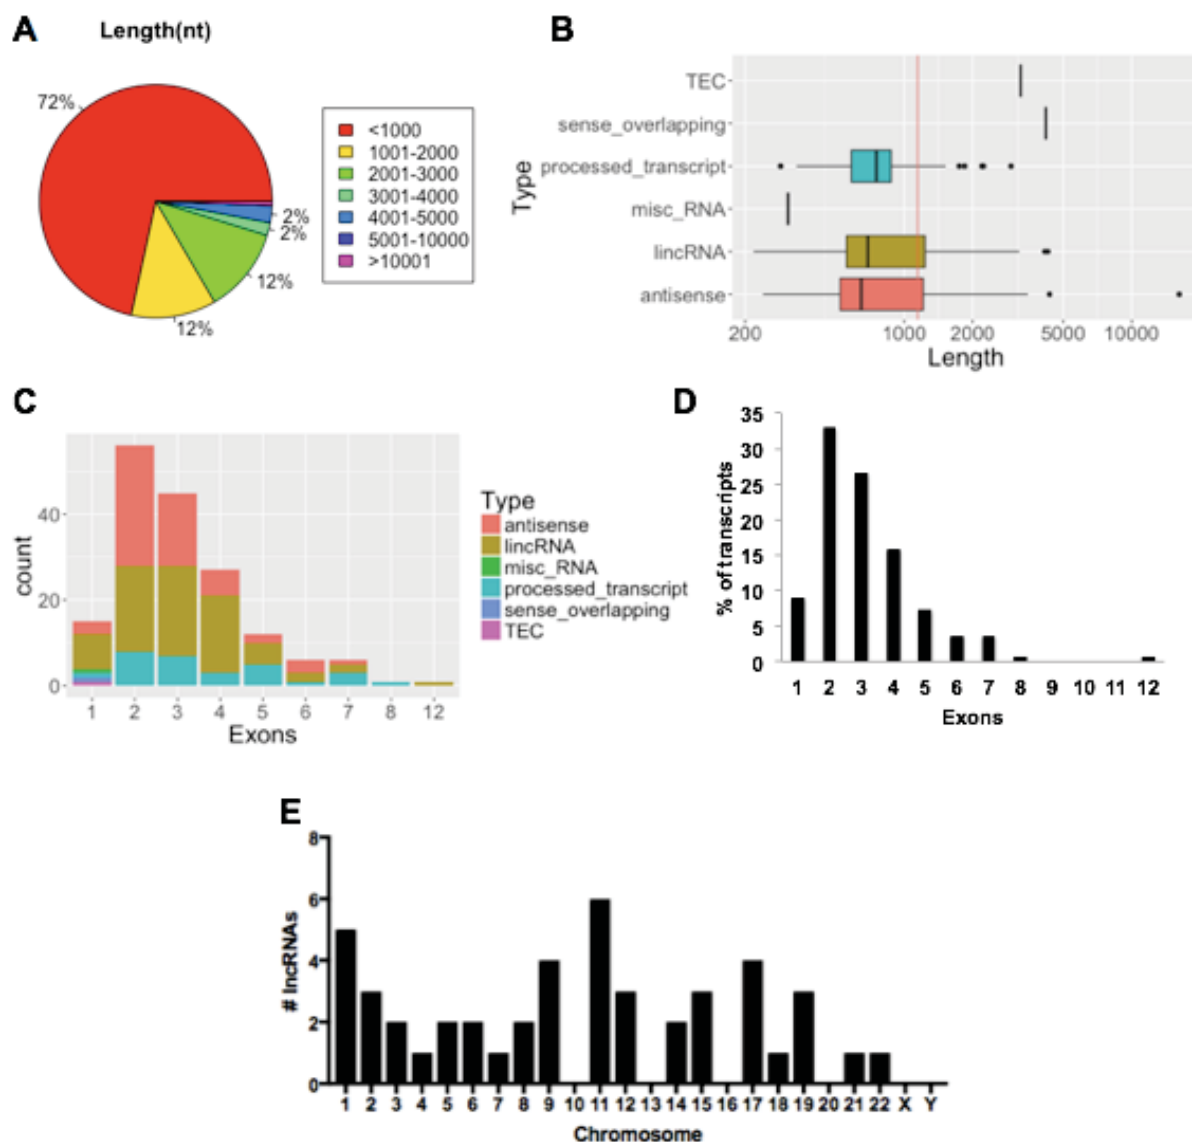 A
Length(nt)
72%
2%
2%
12%
12%
<1000
1001-2000
2001-3000
3001-4000
4001-5000
5001-10000
>10001
B
Type
TEC
sense_overlapping
processed_transcript
misc_RNA
lincRNA
antisense
200 1000 2000 5000 10000
Length
C
count
40
20
0
1 2 3 4 5 6 7 8 12
Exons
Type
antisense
lincRNA
misc_RNA
processed_transcript
sense_overlapping
TEC
D
% of transcripts
35
30
25
20
15
10
5
0
1 2 3 4 5 6 7 8 9 10 11 12
Exons
E
# lncRNAs
8
6
4
2
0
1 2 3 4 5 6 7 8 9 10 11 12 13 14 15 16 17 18 19 20 21 22 X Y
Chromosome